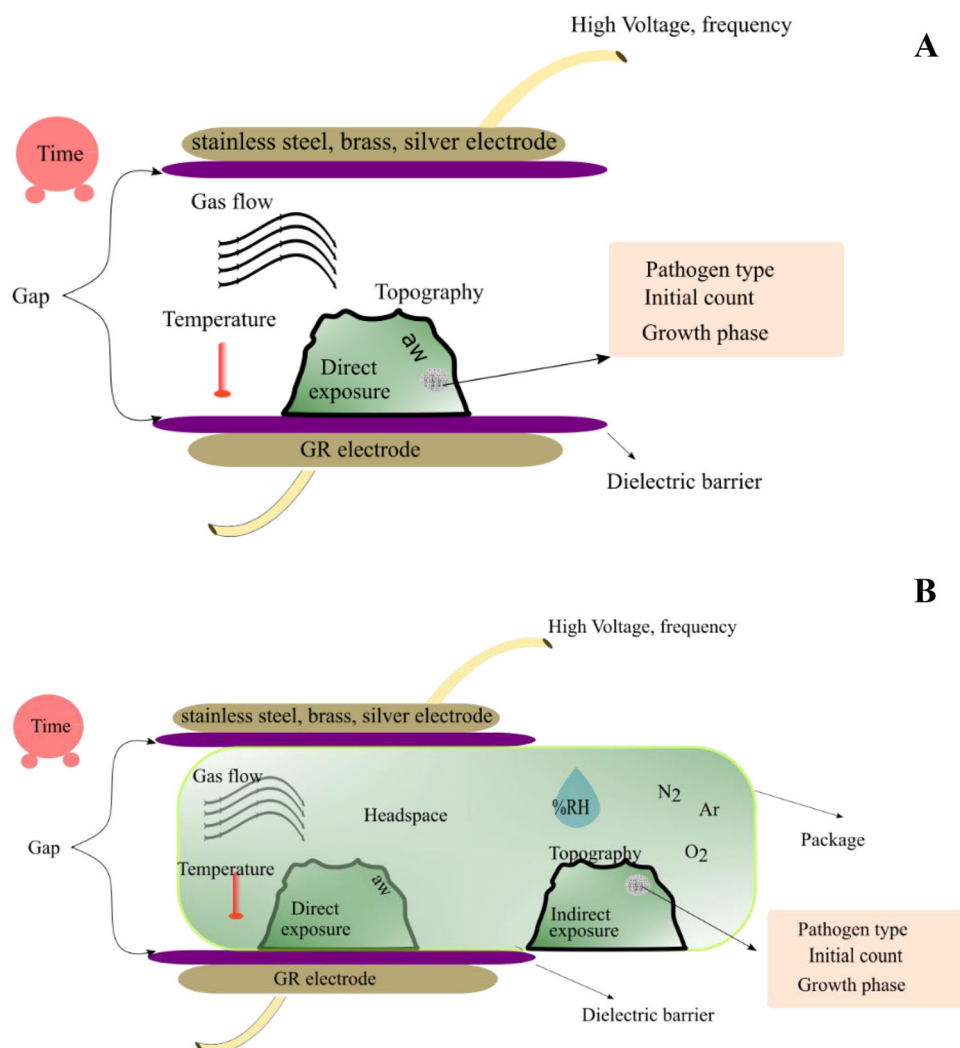 High Voltage, frequency
A
stainless steel, brass, silver electrode
Time
Gas flow
Pathogen type
Initial count
Growth phase
Gap
Topography
Temperature
aw
Direct
exposure
GR electrode
Dielectric barrier
B
High Voltage, frequency
stainless steel, brass, silver electrode
Time
Gas flow
%RH
N2
Ar
Headspace
O2
Package
Gap
Topography
Temperature
aw
Direct
exposure
Indirect
exposure
Pathogen type
Initial count
Growth phase
GR electrode
Dielectric barrier